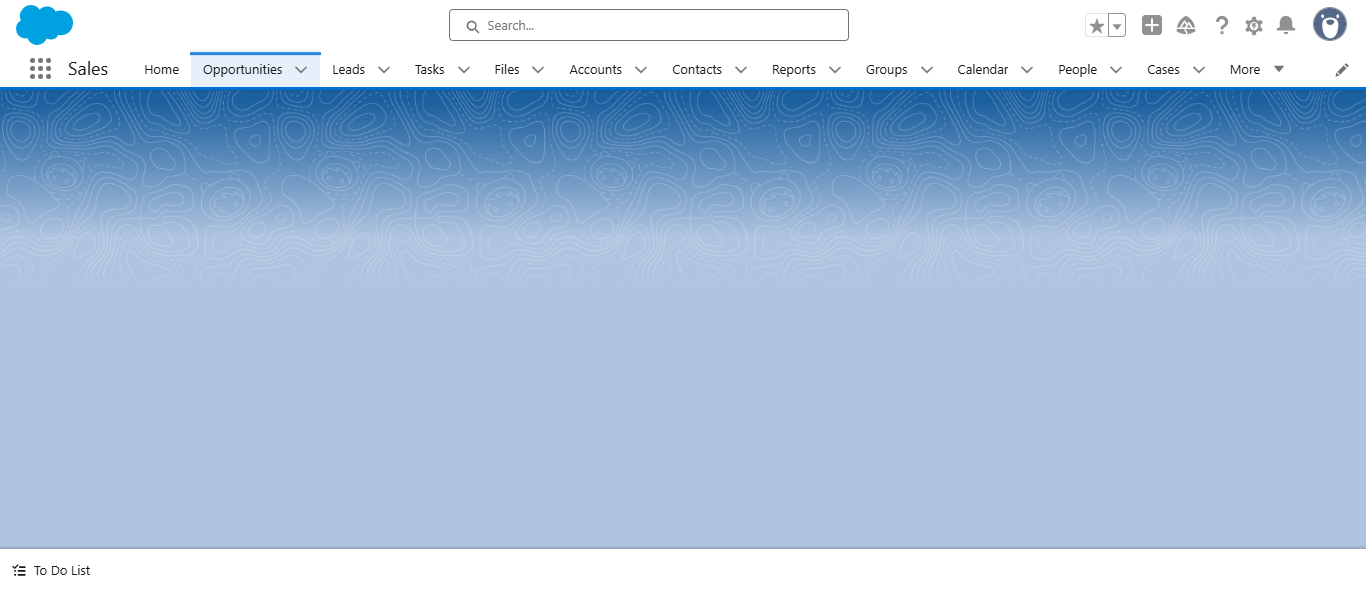 Search...
Sales
Home
Opportunities
Leads
Tasks
Files
Accounts
Contacts
Reports
Groups
Calendar
People
Cases
More
To Do List